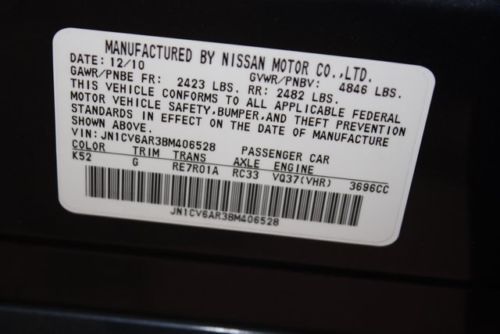 MANUFACTURED BY NISSAN MOTOR CO.,LTD.
DATE: 12/10 GVWR/PNBV: 4846 LBS.
GAWR/PNBE FR: 2423 LBS. RR: 2482 LBS.
THIS VEHICLE CONFORMS TO ALL APPLICABLE FEDERAL
MOTOR VEHICLE SAFETY,BUMPER,AND THEFT PREVENTION
STANDARDS IN EFFECT ON THE DATE OF MANUFACTURE
SHOWN ABOVE.
VIN: JN1CV6AR3BM406528 PASSENGER CAR
COLOR TRIM TRANS AXLE ENGINE
K52 G RE7R01A RC33 VQ37(VHR) 3696CC
JN1CV6AR3BM406528